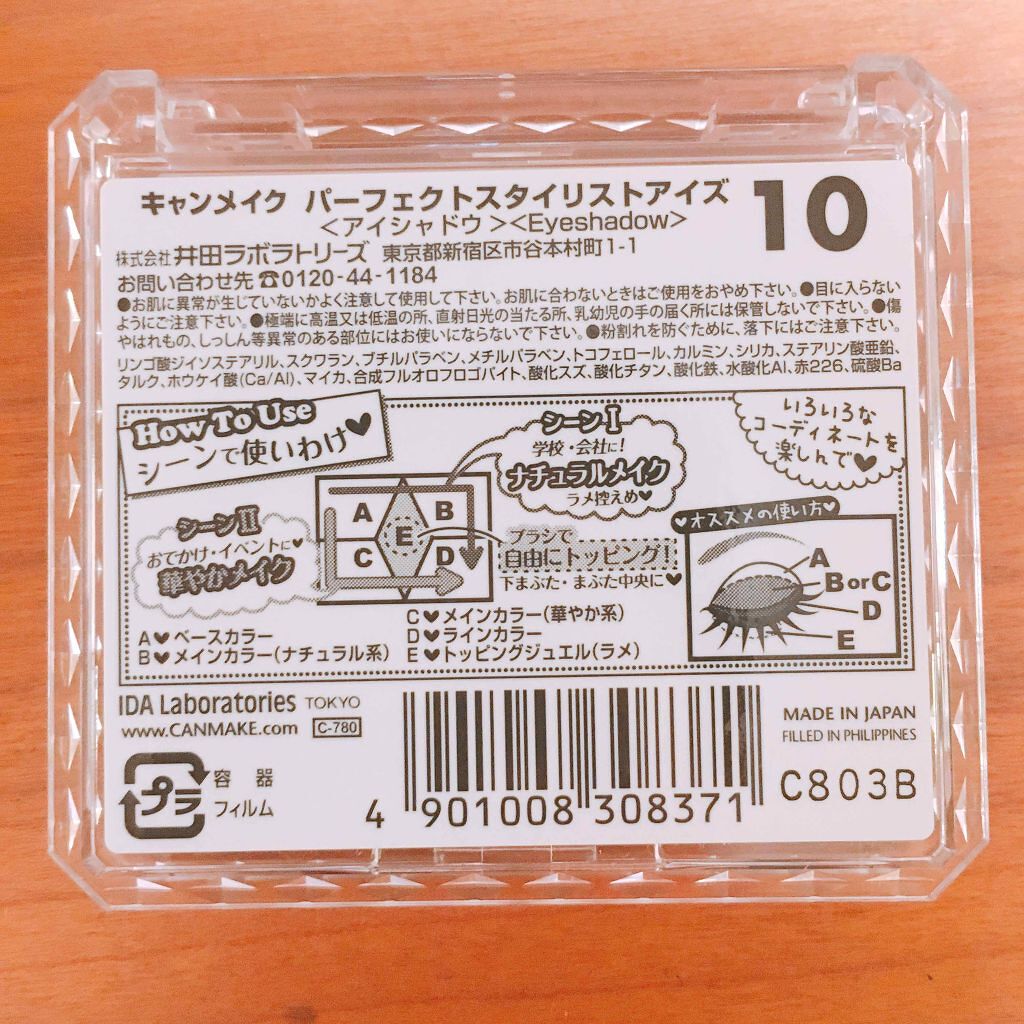 キャンメイク パーフェクトスタイリストアイズ 10
<アイシャドウ><Eyeshadow>
株式会社 井田ラボラトリーズ 東京都新宿区市谷本村町1-1
お問い合わせ先☎0120-44-1184
●お肌に異常が生じていないかよく注意して使用して下さい。お肌に合わないときはご使用をおやめ下さい。●目に入らない
ようにご注意下さい。●極端に高温又は低温の所、直射日光の当たる所、乳幼児の手の届く所には保管しないで下さい。●傷
やはれもの、しっしん等異常のある部位にはお使いにならないで下さい。●粉割れを防ぐために、落下にはご注意下さい。
リンゴ酸ジイソステアリル、スクワラン、ブチルパラベン、メチルパラベン、トコフェロール、カルミン、シリカ、ステアリン酸亜鉛、
タルク、ホウケイ酸(Ca/Al)、マイカ、合成フルオロフロゴパイト、酸化スズ、酸化チタン、酸化鉄、水酸化Al、赤226、硫酸Ba
How To Use
シーンで使いわけ♥
シーンⅠ
学校・会社に!
ナチュラルメイク
ラメ控えめ♥
いろいろな
コーディネートを
楽しんで♥
シーンⅡ
おでかけ・イベントに♥
華やかメイク
A
B
C
D
E
ブラシで
自由にトッピング!
下まぶた・まぶた中央に♥
♥オススメの使い方♥
A
B or C
D
E
A♥ベースカラー
B♥メインカラー(ナチュラル系)
C♥メインカラー(華やか系)
D♥ラインカラー
E♥トッピングジュエル(ラメ)
IDA Laboratories TOKYO
www.CANMAKE.com C-780
プラ
容器
フィルム
4 901008 308371
MADE IN JAPAN
FILLED IN PHILIPPINES
C803B